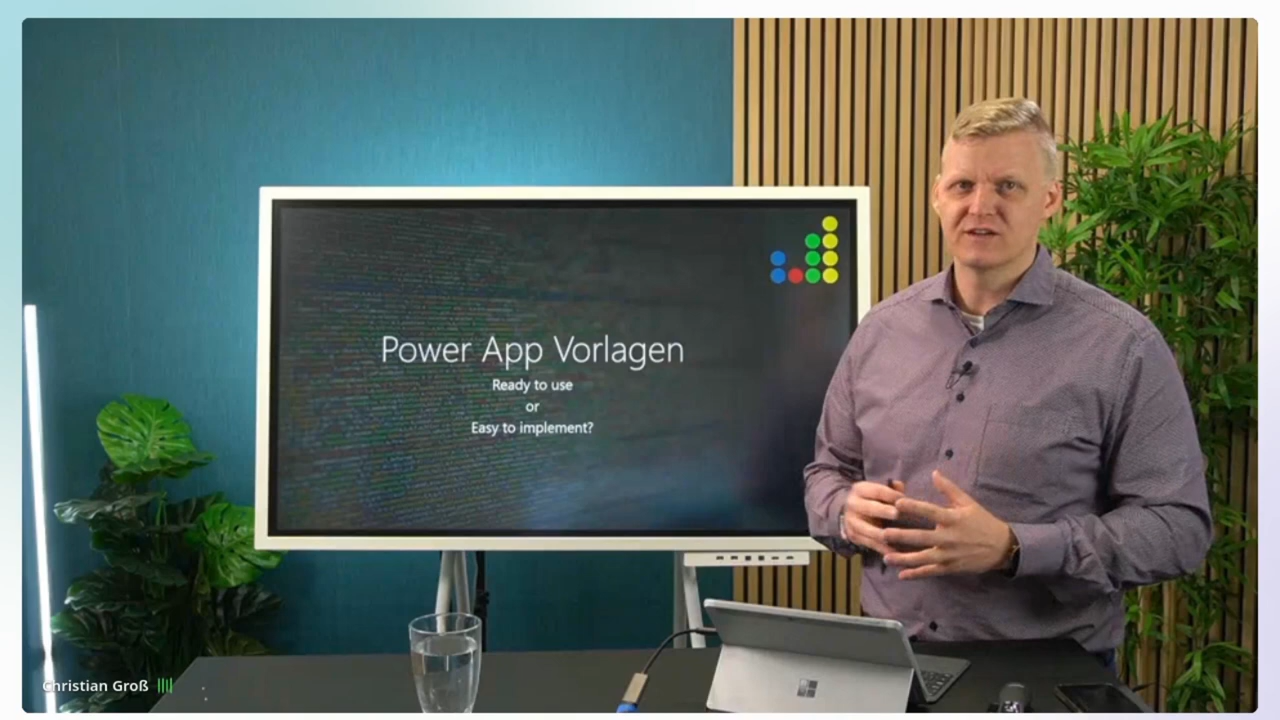 Power App Vorlagen
Ready to use
or
Easy to implement?
Christian Groß